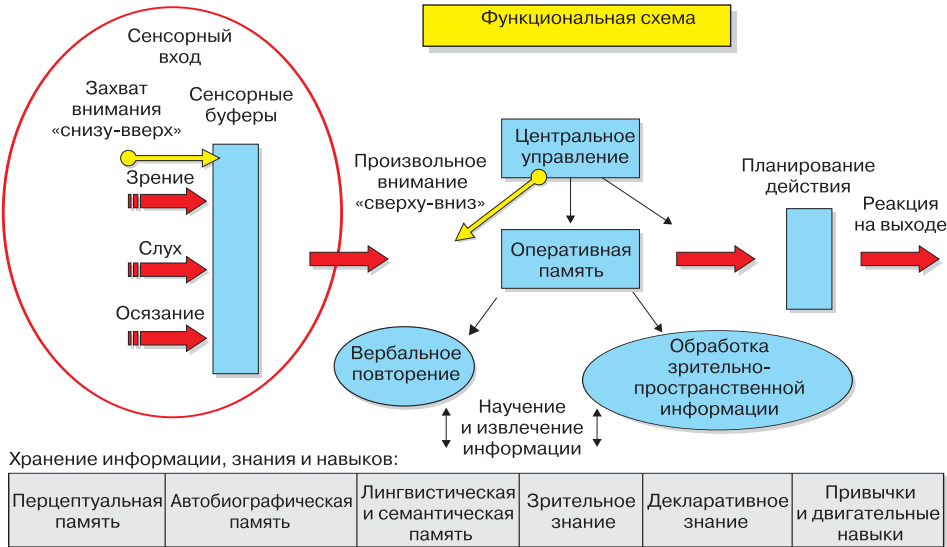 Функциональная схема
Сенсорный
вход
Захват
внимания
«снизу-вверх»
Сенсорные
буферы
Зрение
Слух
Осязание
Произвольное
внимание
«сверху-вниз»
Центральное
управление
Оперативная
память
Планирование
действия
Реакция
на выходе
Вербальное
повторение
Обработка
зрительно-
пространственной
информации
Научение
и извлечение
информации
Хранение информации, знания и навыков:
Перцептуальная
память
Автобиографическая
память
Лингвистическая
и семантическая
память
Зрительное
знание
Декларативное
знание
Привычки
и двигательные
навыки